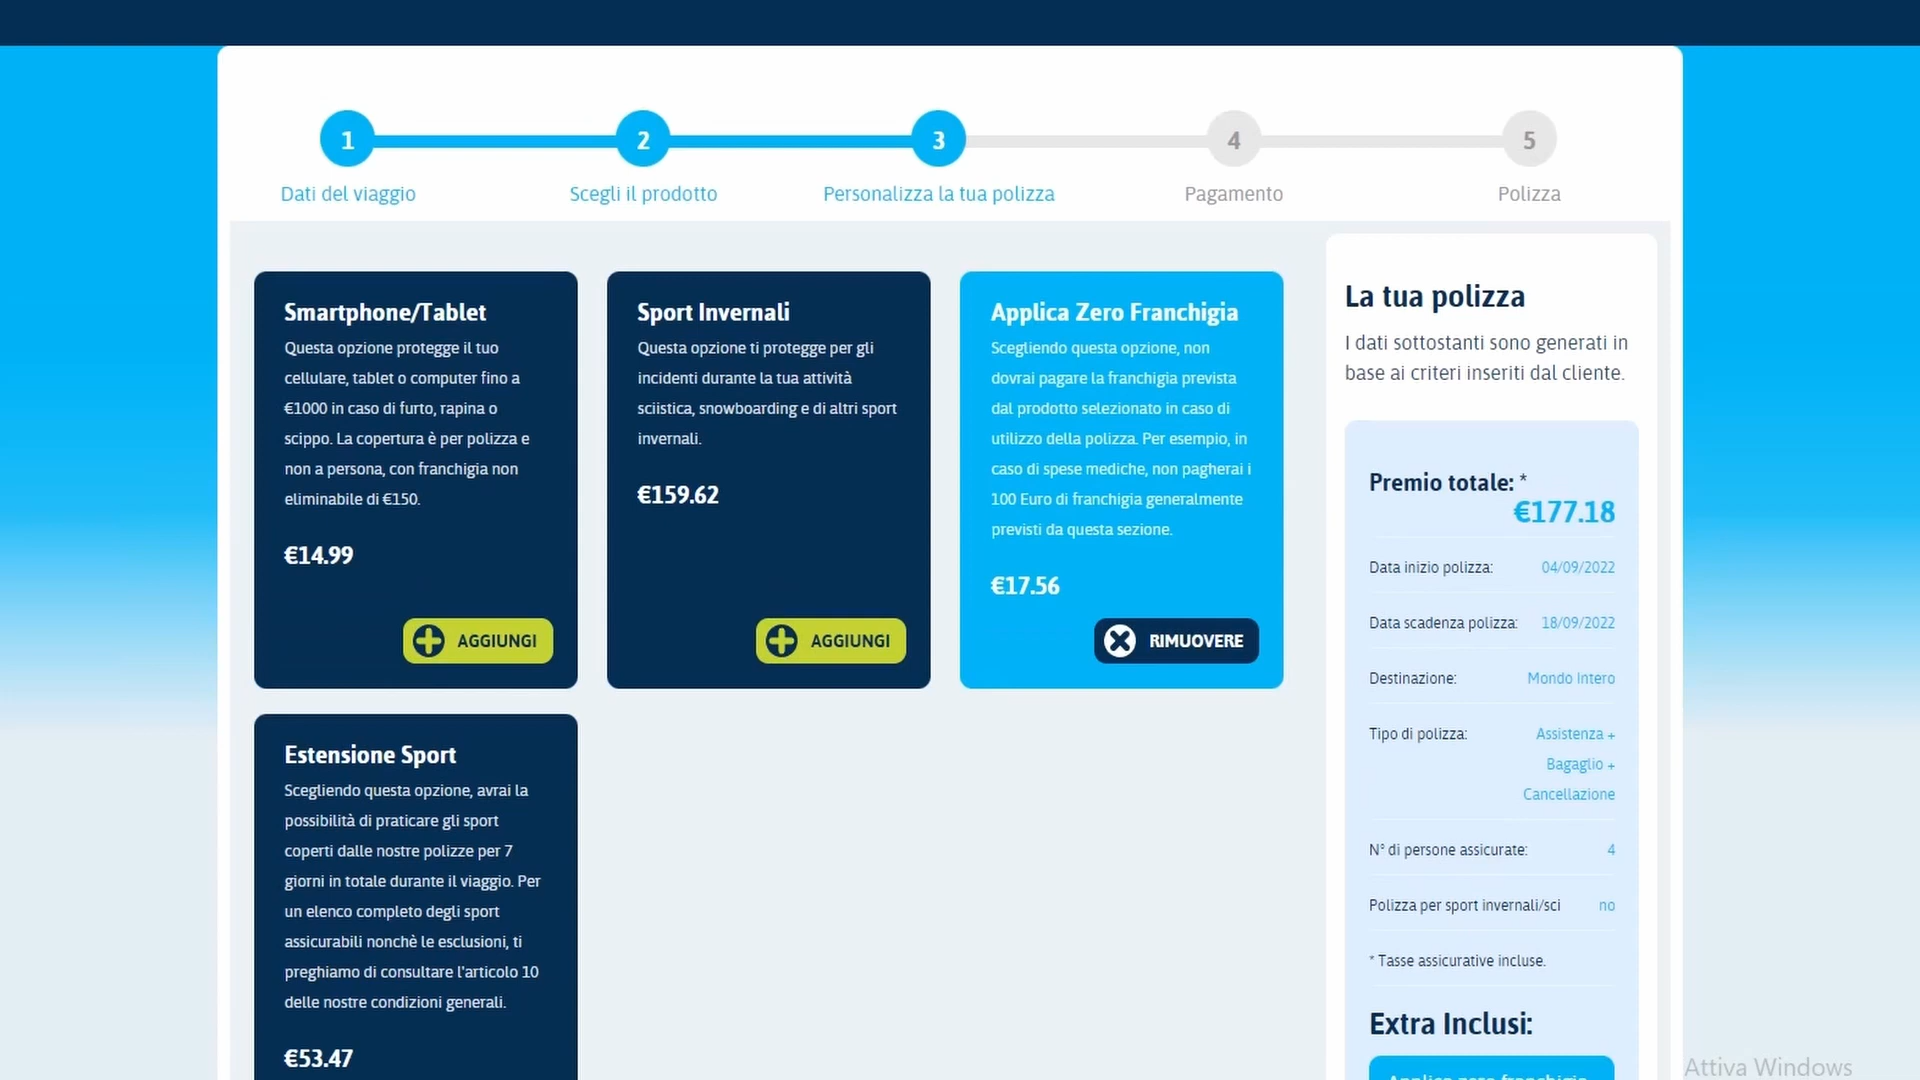 1
2
3
4
5
Dati del viaggio
Scegli il prodotto
Personalizza la tua polizza
Pagamento
Polizza
Smartphone/Tablet
Questa opzione protegge il tuo
cellulare, tablet o computer fino a
€1000 in caso di furto, rapina o
scippo. La copertura è per polizza e
non a persona, con franchigia non
eliminabile di €150.
€14.99
AGGIUNGI
Sport Invernali
Questa opzione ti protegge per gli
incidenti durante la tua attività
sciistica, snowboarding e di altri sport
invernali.
€159.62
AGGIUNGI
Applica Zero Franchigia
Scegliendo questa opzione, non
dovrai pagare la franchigia prevista
dal prodotto selezionato in caso di
utilizzo della polizza. Per esempio, in
caso di spese mediche, non pagherai i
100 Euro di franchigia generalmente
previsti da questa sezione.
€17.56
RIMUOVERE
Estensione Sport
Scegliendo questa opzione, avrai la
possibilità di praticare gli sport
coperti dalle nostre polizze per 7
giorni in totale durante il viaggio. Per
un elenco completo degli sport
assicurabili nonchè le esclusioni, ti
preghiamo di consultare l'articolo 10
delle nostre condizioni generali.
€53.47
La tua polizza
I dati sottostanti sono generati in
base ai criteri inseriti dal cliente.
Premio totale: *
€177.18
Data inizio polizza: 04/09/2022
Data scadenza polizza: 18/09/2022
Destinazione: Mondo Intero
Tipo di polizza: Assistenza +
Bagaglio +
Cancellazione
N° di persone assicurate: 4
Polizza per sport invernali/sci no
* Tasse assicurative incluse.
Extra Inclusi:
Applica zero franchigia
Attiva Windows